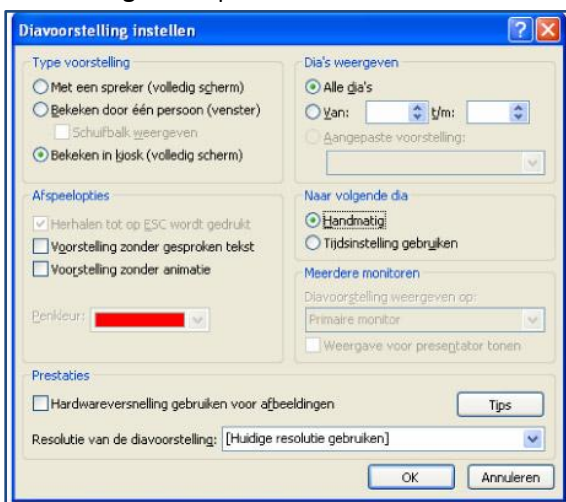 Diavoorstelling instellen
Type voorstelling
Met een spreker (volledig scherm)
Bekeken door één persoon (venster)
Schuifbalk weergeven
Bekeken in kiosk (volledig scherm)
Dia's weergeven
Alle dia's
Van: t/m:
Aangepaste voorstelling:
Afspeelopties
Herhalen tot op ESC wordt gedrukt
Voorstelling zonder gesproken tekst
Voorstelling zonder animatie
Penkleur:
Naar volgende dia
Handmatig
Tijdsinstelling gebruiken
Meerdere monitoren
Diavoorstelling weergeven op:
Primaire monitor
Weergave voor presentator tonen
Prestaties
Hardwareversnelling gebruiken voor afbeeldingen
Tips
Resolutie van de diavoorstelling: [Huidige resolutie gebruiken]
OK Annuleren